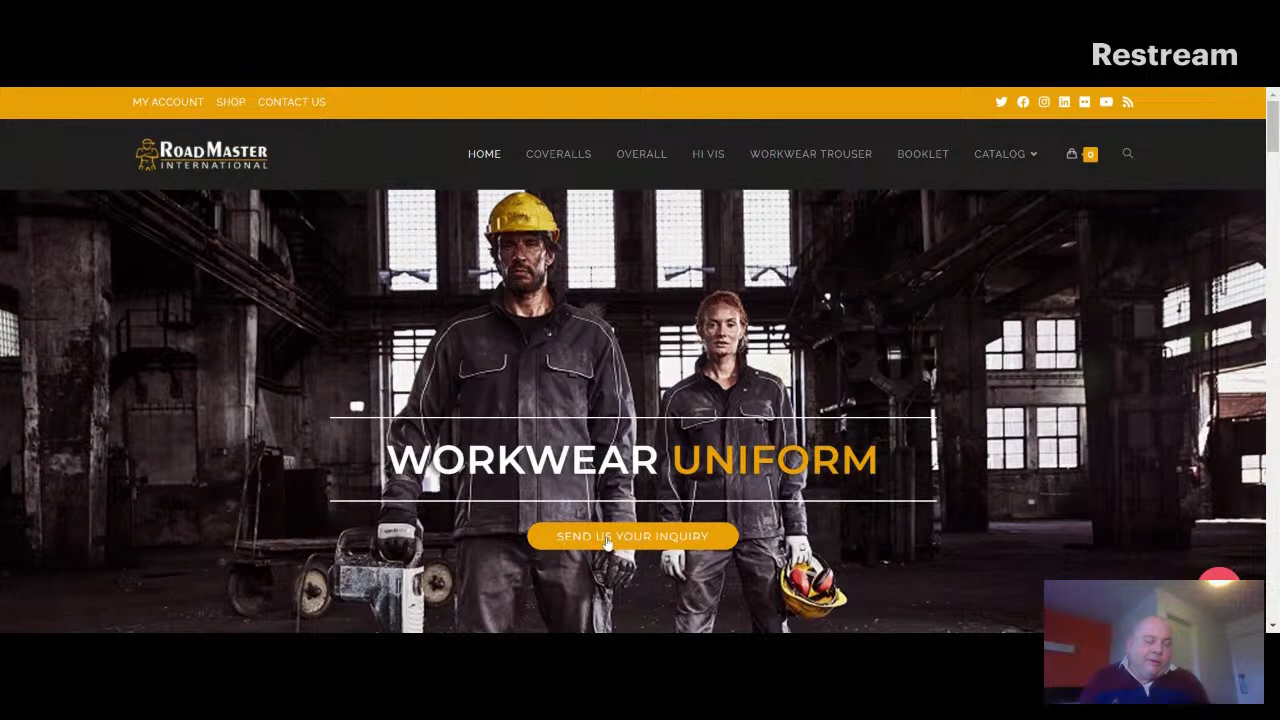 Restream
MY ACCOUNT SHOP CONTACT US
ROADMASTER
INTERNATIONAL
HOME COVERALLS OVERALL HI VIS WORKWEAR TROUSER BOOKLET CATALOG 0
WORKWEAR UNIFORM
SEND US YOUR INQUIRY